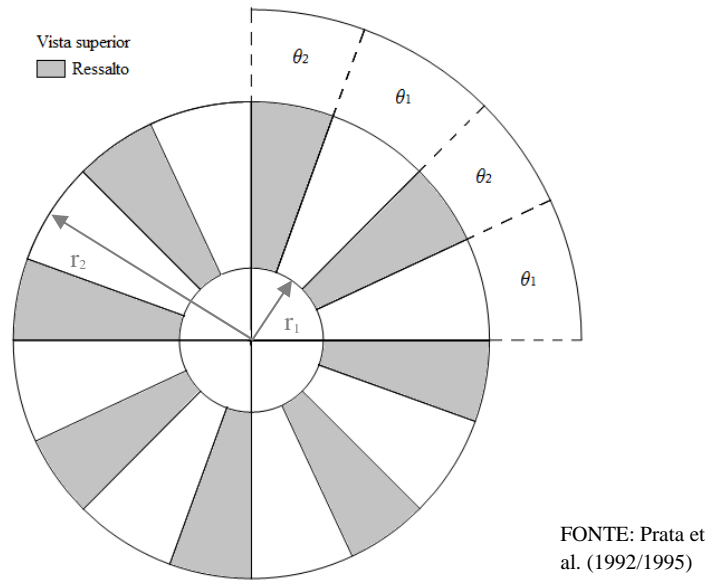 Vista superior
Ressalto
θ2
θ1
θ2
θ1
r2
r1
FONTE: Prata et
al. (1992/1995)